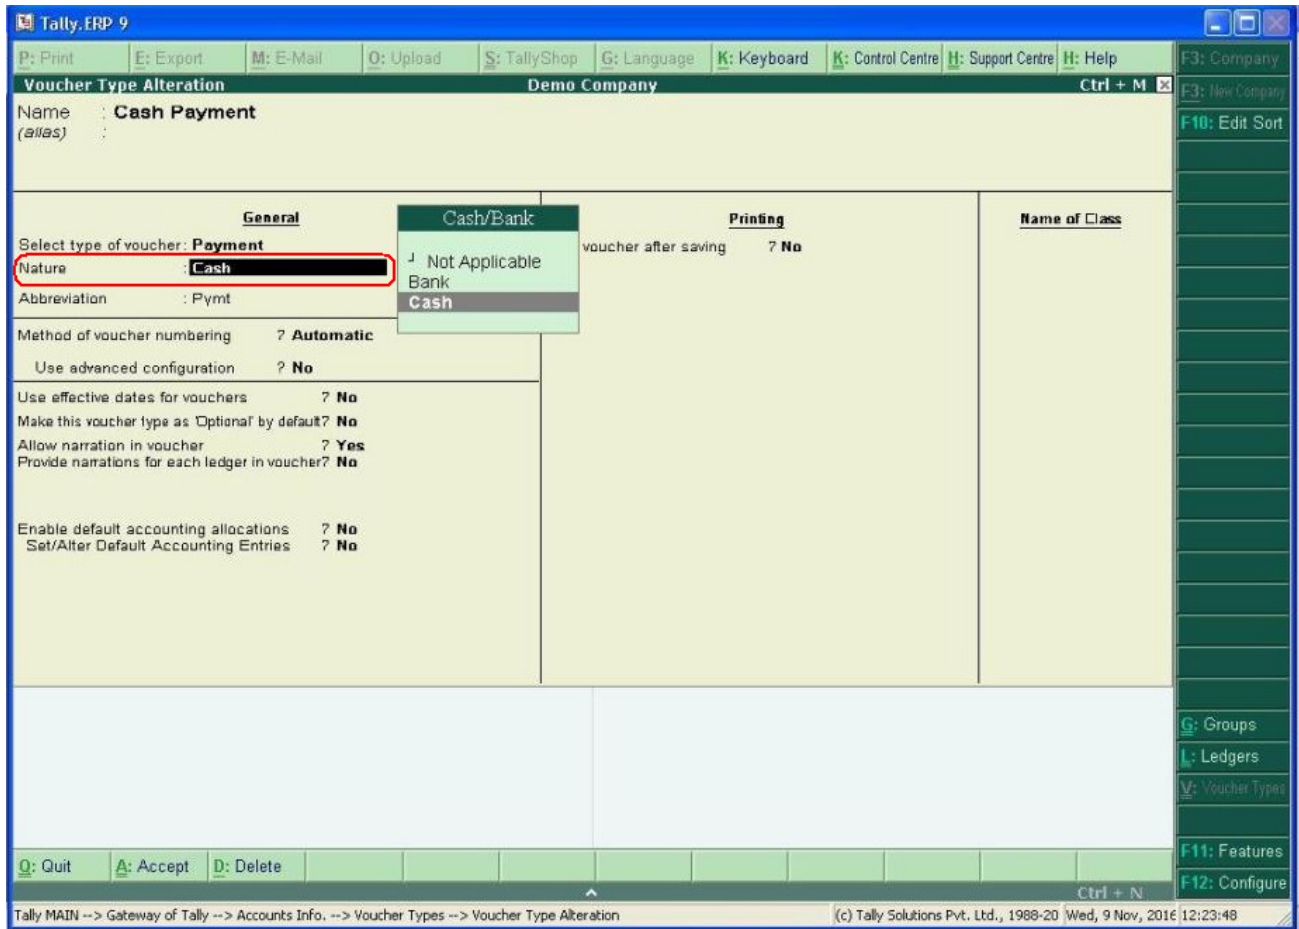 Tally.ERP 9
P: Print E: Export M: E-Mail O: Upload S: TallyShop G: Language K: Keyboard K: Control Centre H: Support Centre H: Help F3: Company
Voucher Type Alteration Demo Company Ctrl + M
F3: New Company
Name : Cash Payment
F10: Edit Sort
(alias) :
General Cash/Bank Printing Name of Class
Select type of voucher : Payment voucher after saving ? No
Nature : Cash
Not Applicable
Bank
Cash
Abbreviation : Pymt
Method of voucher numbering ? Automatic
Use advanced configuration ? No
Use effective dates for vouchers ? No
Make this voucher type as 'Optional' by default? No
Allow narration in voucher ? Yes
Provide narrations for each ledger in voucher? No
Enable default accounting allocations ? No
Set/Alter Default Accounting Entries ? No
G: Groups
L: Ledgers
V: Voucher Types
F11: Features
Q: Quit A: Accept D: Delete
F12: Configure
Ctrl + N
Tally MAIN --> Gateway of Tally --> Accounts Info. --> Voucher Types --> Voucher Type Alteration (c) Tally Solutions Pvt. Ltd., 1988-20 Wed, 9 Nov, 2016 12:23:48